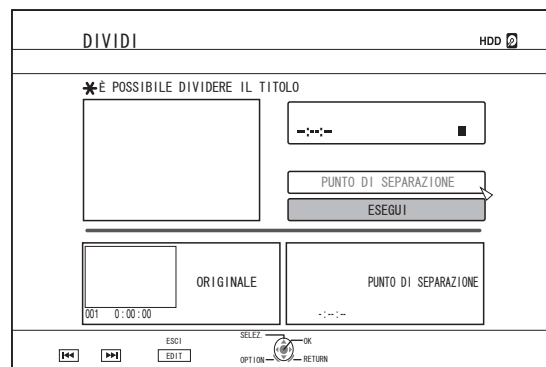 DIVIDI
HDD
È POSSIBILE DIVIDERE IL TITOLO
-:--:--
PUNTO DI SEPARAZIONE
ESEGUI
ORIGINALE
001 0:00:00
PUNTO DI SEPARAZIONE
-:--:--
ESCI
EDIT
SELEZ.
OK
OPTION
RETURN